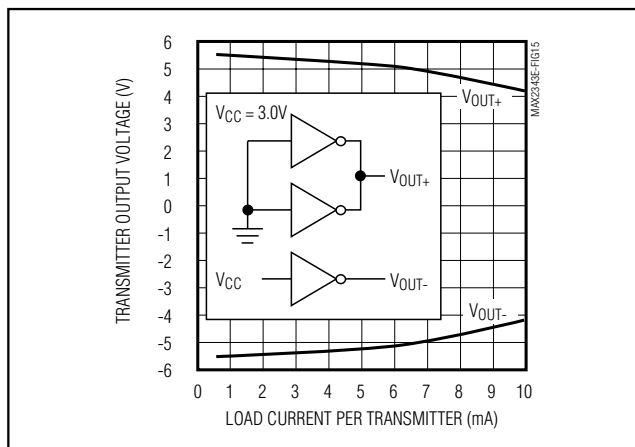 TRANSMITTER OUTPUT VOLTAGE (V)
6
5
4
3
2
1
0
-1
-2
-3
-4
-5
-6
VOUT+
MAX2343E-FIG15
VCC = 3.0V
VOUT+
VCC
VOUT-
VOUT-
0 1 2 3 4 5 6 7 8 9 10
LOAD CURRENT PER TRANSMITTER (mA)